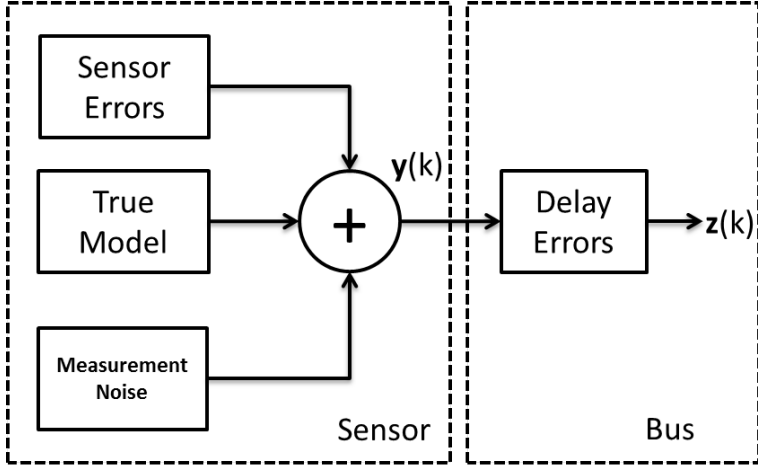 Sensor
Errors
True
Model
Measurement
Noise
+
y(k)
Sensor
Delay
Errors
z(k)
Bus